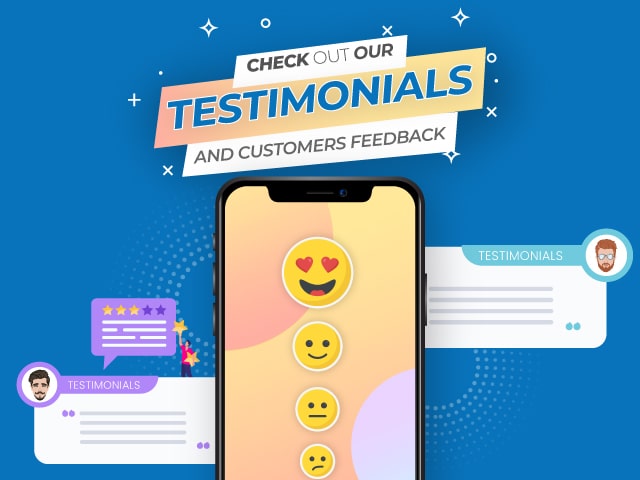 CHECK OUT OUR
TESTIMONIALS
AND CUSTOMERS FEEDBACK
TESTIMONIALS
TESTIMONIALS